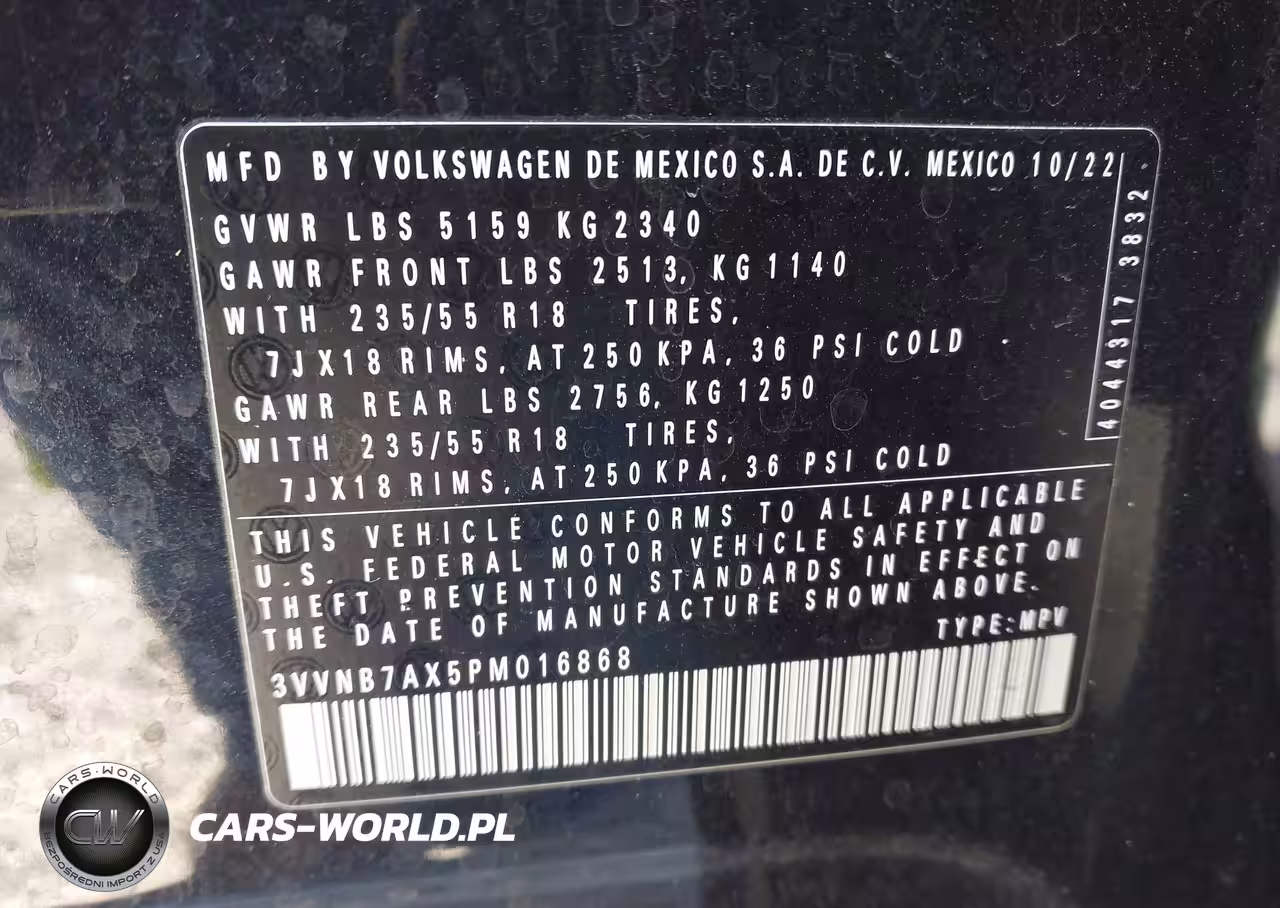 MFD BY VOLKSWAGEN DE MEXICO S.A. DE C.V. MEXICO 10/22
GVWR LBS 5159 KG 2340
GAWR FRONT LBS 2513, KG 1140
WITH 235/55 R18 TIRES,
7JX18 RIMS, AT 250 KPA, 36 PSI COLD
GAWR REAR LBS 2756, KG 1250
WITH 235/55 R18 TIRES,
7JX18 RIMS, AT 250 KPA, 36 PSI COLD
4044317 3832
THIS VEHICLE CONFORMS TO ALL APPLICABLE
U.S. FEDERAL MOTOR VEHICLE SAFETY AND
THEFT PREVENTION STANDARDS IN EFFECT ON
THE DATE OF MANUFACTURE SHOWN ABOVE.
TYPE:MPV
3VVNB7AX5PM016868
CARS-WORLD
CW
BEZPOŚREDNI IMPORT Z USA
CARS-WORLD.PL